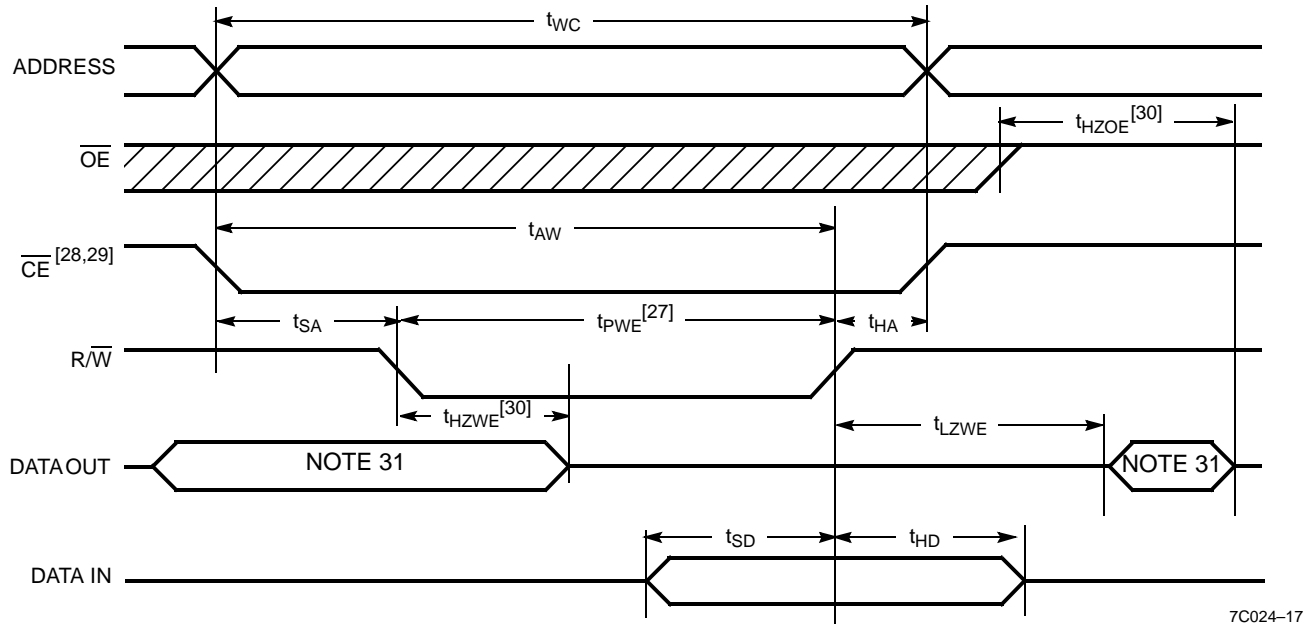 tWC
ADDRESS
tHZOE[30]
OE
tAW
CE[28,29]
tSA
tPWE[27]
tHA
R/W
tHZWE[30]
tLZWE
DATA OUT
NOTE 31
NOTE 31
tSD
tHD
DATA IN
7C024–17